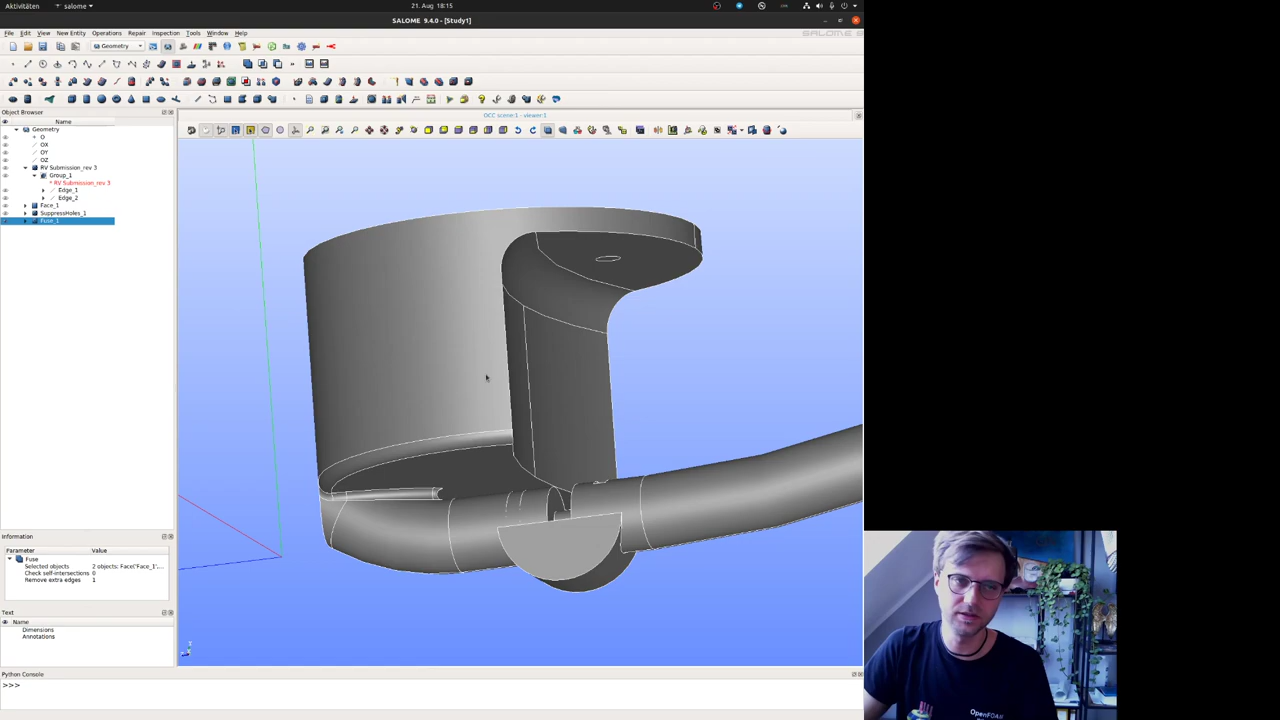 Aktivitäten
salome
21. Aug 18:15
SALOME 9.4.0 - [Study1]
File Edit View New Entity Operations Repair Measures Inspection Tools Window Help
Geometry
Object Browser
OCC scene:1 - viewer:1
Name
Geometry
O
OX
OY
OZ
RV Submission_rev 3
Group_1
* RV Submission_rev 3
Edge_1
Edge_2
Face_1
SuppressHoles_1
Fuse_1
Information
Parameter Value
Fuse
Selected objects 2 objects: Face('Face_1',...
Check self-intersections 0
Remove extra edges 1
Text
Name
Dimensions
Annotations
Python Console
>>>
OpenFOAM